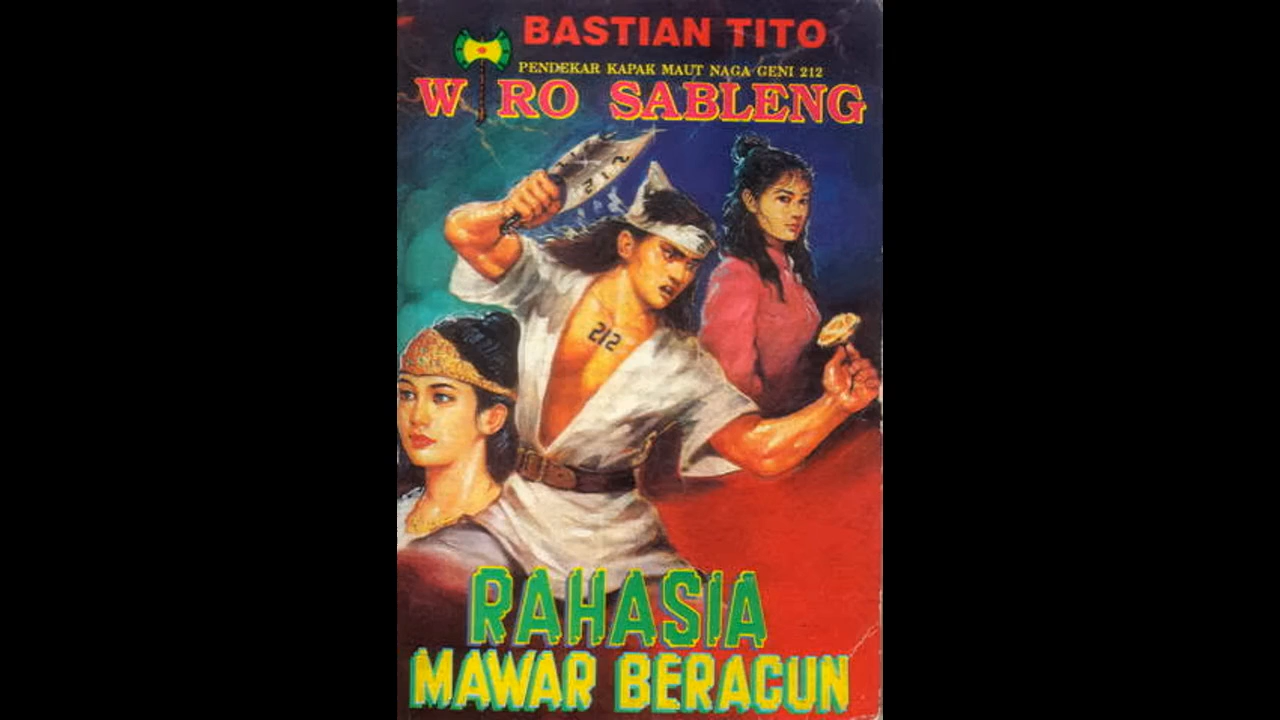 BASTIAN TITO
PENDEKAR KAPAK MAUT NAGA GENI 212
WIRO SABLENG
212
212
RAHASIA
MAWAR BERACUN